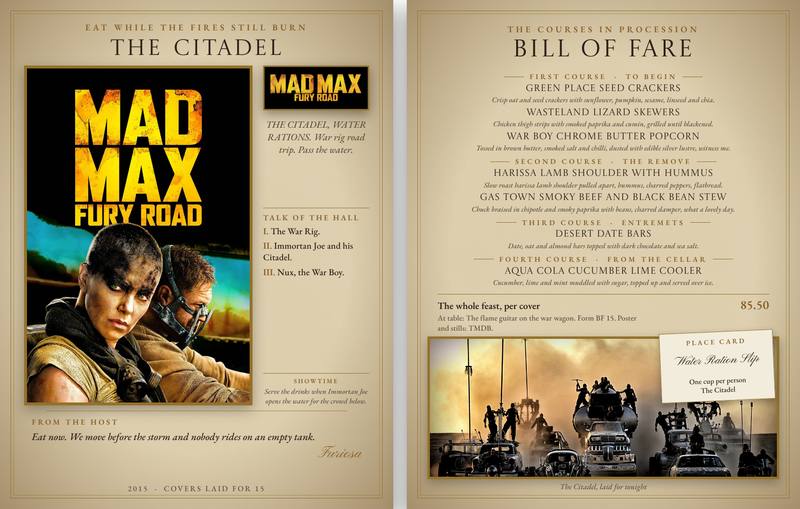 EAT WHILE THE FIRES STILL BURN
THE CITADEL
MAD
MAX
FURY ROAD
MAD MAX
FURY ROAD
THE CITADEL, WATER
RATIONS. War rig road
trip. Pass the water.
TALK OF THE HALL
I. The War Rig.
II. Immortan Joe and his
Citadel.
III. Nux, the War Boy.
SHOWTIME
Serve the drinks when Immortan Joe
opens the water for the crowd below.
FROM THE HOST
Eat now. We move before the storm and nobody rides on an empty tank.
Furiosa
2015 - COVERS LAID FOR 15
THE COURSES IN PROCESSION
BILL OF FARE
FIRST COURSE · TO BEGIN
GREEN PLACE SEED CRACKERS
Crisp oat and seed crackers with sunflower, pumpkin, sesame, linseed and chia.
WASTELAND LIZARD SKEWERS
Chicken thigh strips with smoked paprika and cumin, grilled until blackened.
WAR BOY CHROME BUTTER POPCORN
Tossed in brown butter, smoked salt and chilli, dusted with edible silver lustre, witness me.
SECOND COURSE · THE REMOVE
HARISSA LAMB SHOULDER WITH HUMMUS
Slow roast harissa lamb shoulder pulled apart, hummus, charred peppers, flatbread.
GAS TOWN SMOKY BEEF AND BLACK BEAN STEW
Chuck braised in chipotle and smoky paprika with beans, charred damper, what a lovely day.
THIRD COURSE · ENTREMETS
DESERT DATE BARS
Date, oat and almond bars topped with dark chocolate and sea salt.
FOURTH COURSE · FROM THE CELLAR
AQUA COLA CUCUMBER LIME COOLER
Cucumber, lime and mint muddled with sugar, topped up and served over ice.
The whole feast, per cover 85.50
At table: The flame guitar on the war wagon. Form BF 15. Poster
and stills: TMDB.
PLACE CARD
Water Ration Slip
One cup per person
The Citadel
The Citadel, laid for tonight